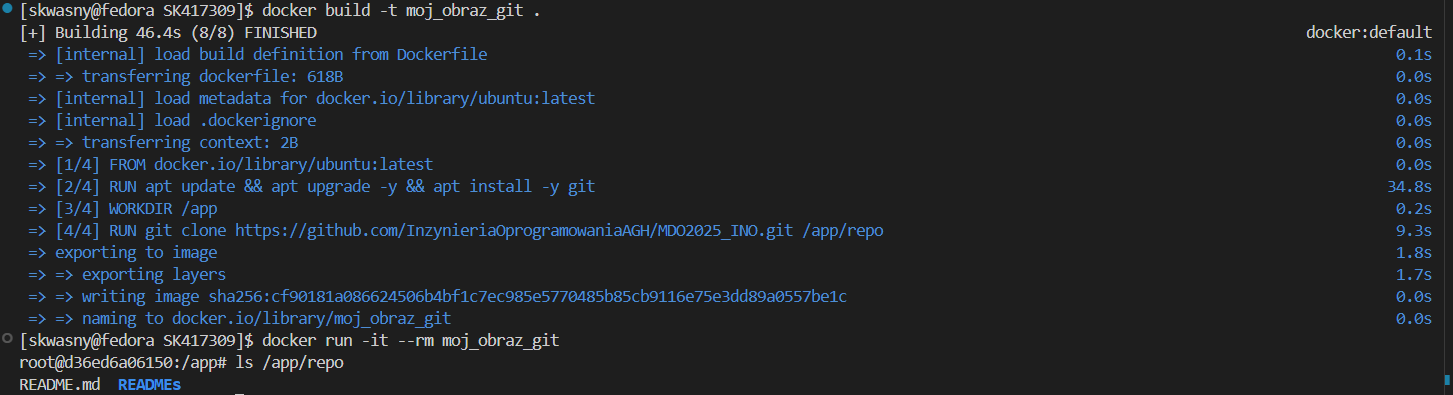 [skwasny@fedora SK417309]$ docker build -t moj_obraz_git .
[+] Building 46.4s (8/8) FINISHED docker:default
=> [internal] load build definition from Dockerfile 0.1s
=> => transferring dockerfile: 618B 0.0s
=> [internal] load metadata for docker.io/library/ubuntu:latest 0.0s
=> [internal] load .dockerignore 0.0s
=> => transferring context: 2B 0.0s
=> [1/4] FROM docker.io/library/ubuntu:latest 0.0s
=> [2/4] RUN apt update && apt upgrade -y && apt install -y git 34.8s
=> [3/4] WORKDIR /app 0.2s
=> [4/4] RUN git clone https://github.com/InzynieriaOprogramowaniaAGH/MDO2025_INO.git /app/repo 9.3s
=> exporting to image 1.8s
=> => exporting layers 1.7s
=> => writing image sha256:cf90181a086624506b4bf1c7ec985e5770485b85cb9116e75e3dd89a0557be1c 0.0s
=> => naming to docker.io/library/moj_obraz_git 0.0s
[skwasny@fedora SK417309]$ docker run -it --rm moj_obraz_git
root@d36ed6a06150:/app# ls /app/repo
README.md READMEs